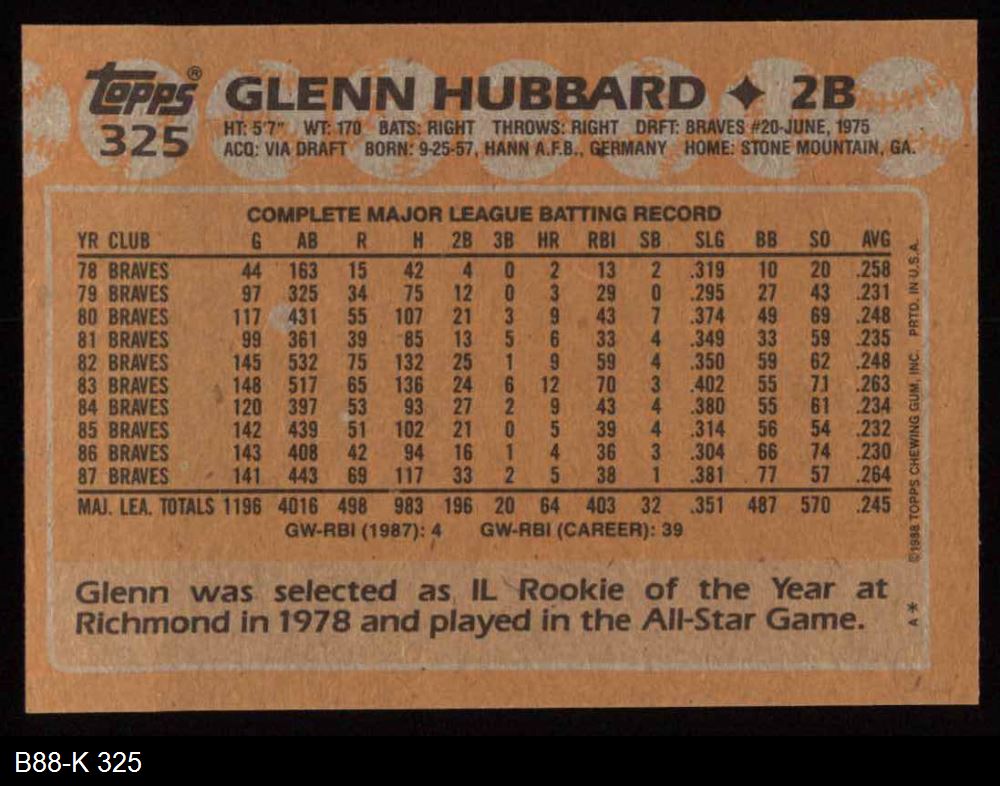 topps® GLENN HUBBARD ✦ 2B
325
HT: 5'7" WT: 170 BATS: RIGHT THROWS: RIGHT DRFT: BRAVES #20-JUNE, 1975
ACQ: VIA DRAFT BORN: 9-25-57, HANN A.F.B., GERMANY HOME: STONE MOUNTAIN, GA.
COMPLETE MAJOR LEAGUE BATTING RECORD
YR CLUB G AB R H 2B 3B HR RBI SB SLG BB SO AVG
78 BRAVES 44 163 15 42 4 0 2 13 2 .319 10 20 .258
79 BRAVES 97 325 34 75 12 0 3 29 0 .295 27 43 .231
80 BRAVES 117 431 55 107 21 3 9 43 7 .374 49 69 .248
81 BRAVES 99 361 39 85 13 5 6 33 4 .349 33 59 .235
82 BRAVES 145 532 75 132 25 1 9 59 4 .350 59 62 .248
83 BRAVES 148 517 65 136 24 6 12 70 3 .402 55 71 .263
84 BRAVES 120 397 53 93 27 2 9 43 4 .380 55 61 .234
85 BRAVES 142 439 51 102 21 0 5 39 4 .314 56 54 .232
86 BRAVES 143 408 42 94 16 1 4 36 3 .304 66 74 .230
87 BRAVES 141 443 69 117 33 2 5 38 1 .381 77 57 .264
MAJ. LEA. TOTALS 1196 4016 498 983 196 20 64 403 32 .351 487 570 .245
GW-RBI (1987): 4 GW-RBI (CAREER): 39
Glenn was selected as IL Rookie of the Year at
Richmond in 1978 and played in the All-Star Game.
©1988 TOPPS CHEWING GUM, INC. PRTD. IN U.S.A.
A*
B88-K 325